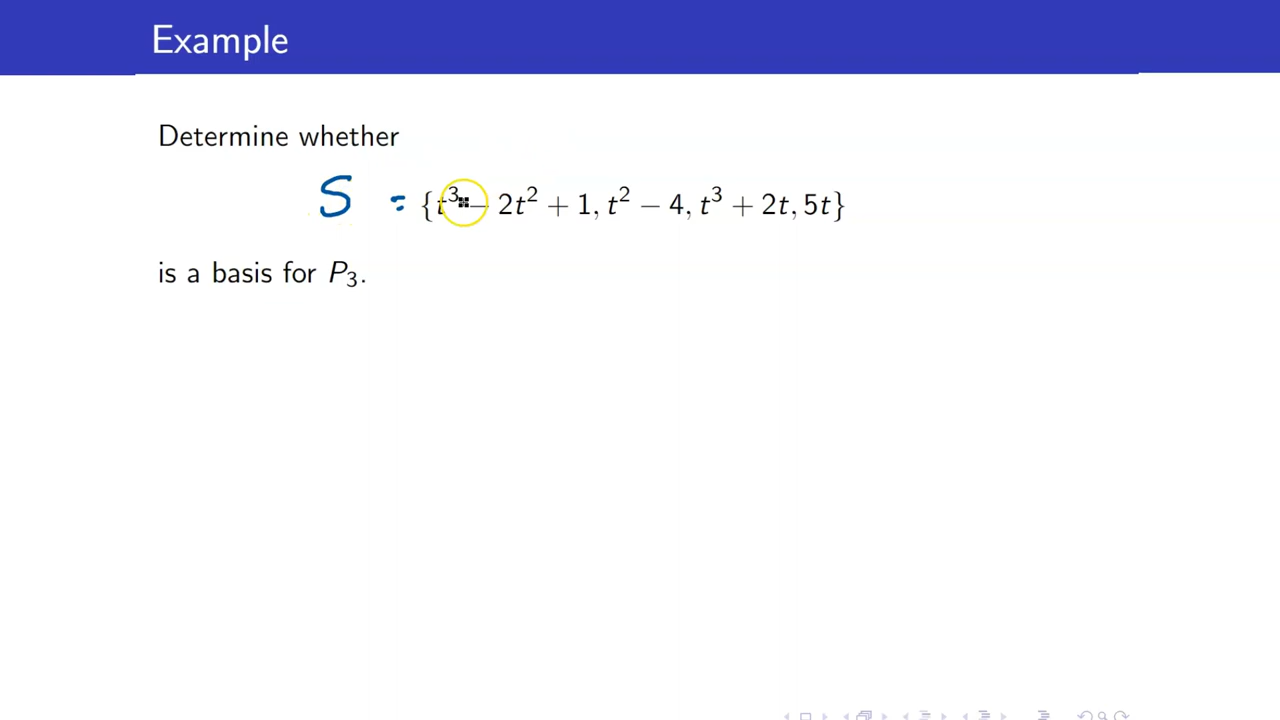 Example
Determine whether
S = {t³ − 2t² + 1, t² − 4, t³ + 2t, 5t}
is a basis for P₃.